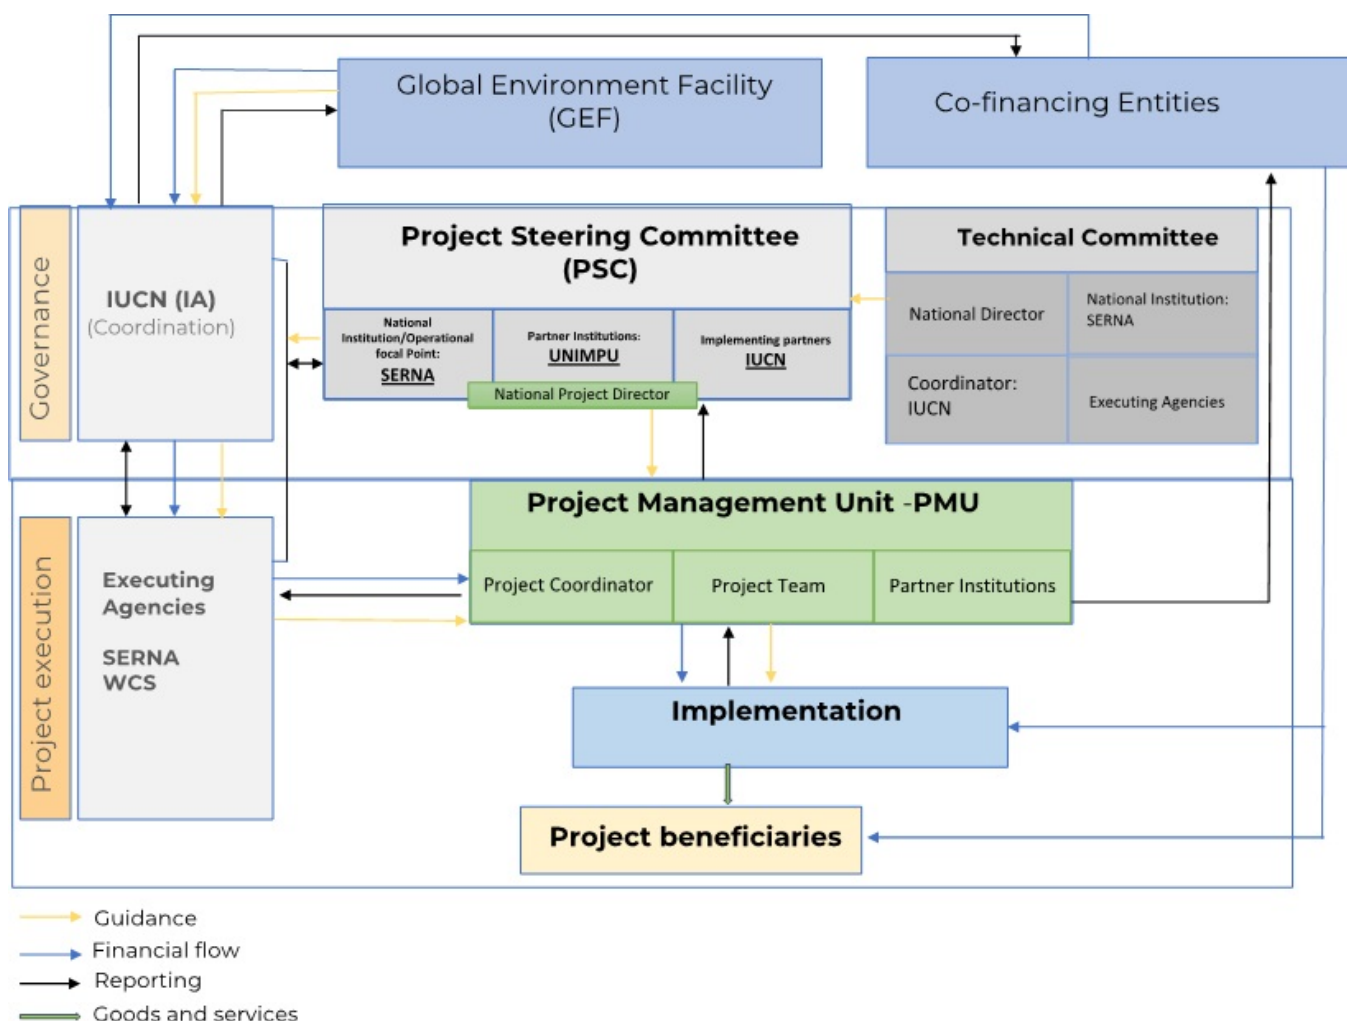 Global Environment Facility
(GEF)
Co-financing Entities
Governance
IUCN (IA)
(Coordination)
Project Steering Committee
(PSC)
National
Institution/Operational
focal Point:
SERNA
Partner Institutions:
UNIMPU
Implementing partners
IUCN
National Project Director
Technical Committee
National Director
National Institution:
SERNA
Coordinator:
IUCN
Executing Agencies
Project execution
Executing
Agencies
SERNA
WCS
Project Management Unit -PMU
Project Coordinator
Project Team
Partner Institutions
Implementation
Project beneficiaries
Guidance
Financial flow
Reporting
Goods and services